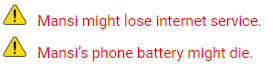 Mansi might lose internet service.
Mansi's phone battery might die.